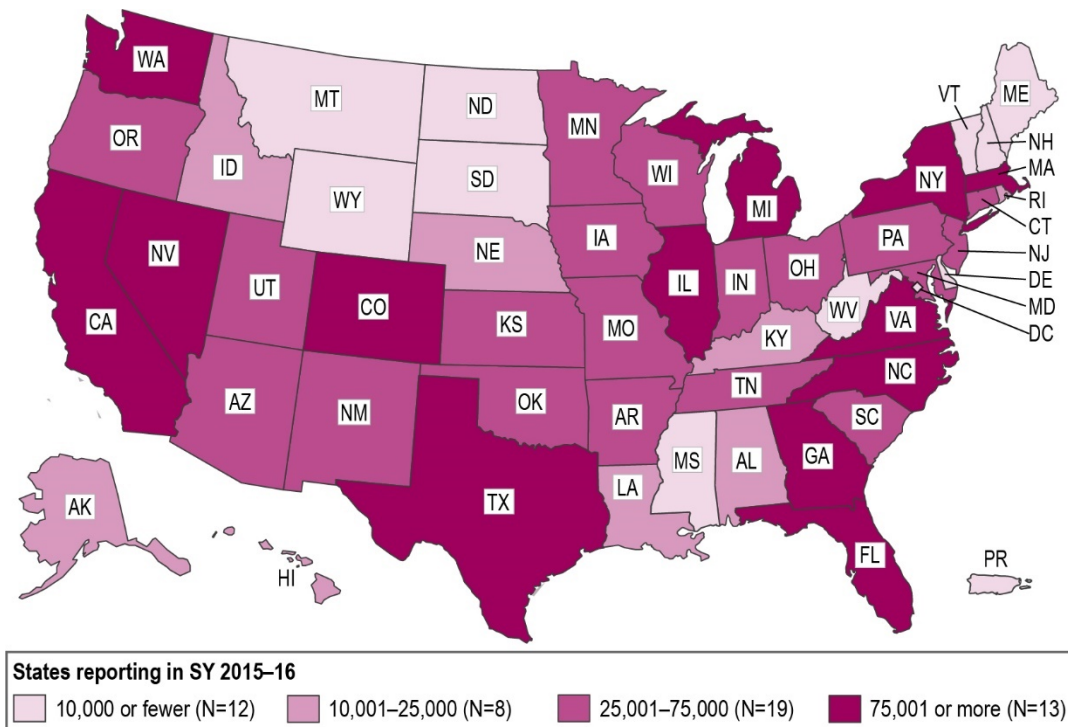 WA
MT
ND
VT
ME
MN
OR
NH
ID
SD
WI
NY
MA
WY
MI
RI
CT
IA
PA
NE
NJ
NV
OH
DE
UT
IL
IN
MD
CO
WV
CA
KS
MO
VA
DC
KY
NC
TN
AZ
NM
OK
AR
SC
MS
AL
GA
LA
AK
TX
FL
PR
HI
States reporting in SY 2015–16
10,000 or fewer (N=12) 10,001–25,000 (N=8) 25,001–75,000 (N=19) 75,001 or more (N=13)